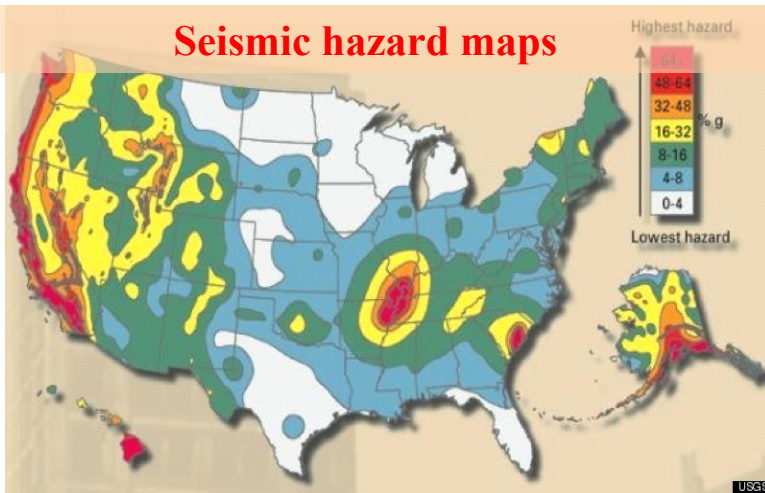 Seismic hazard maps
Highest hazard
64+
48-64
32-48
% g
16-32
8-16
4-8
0-4
Lowest hazard
USGS